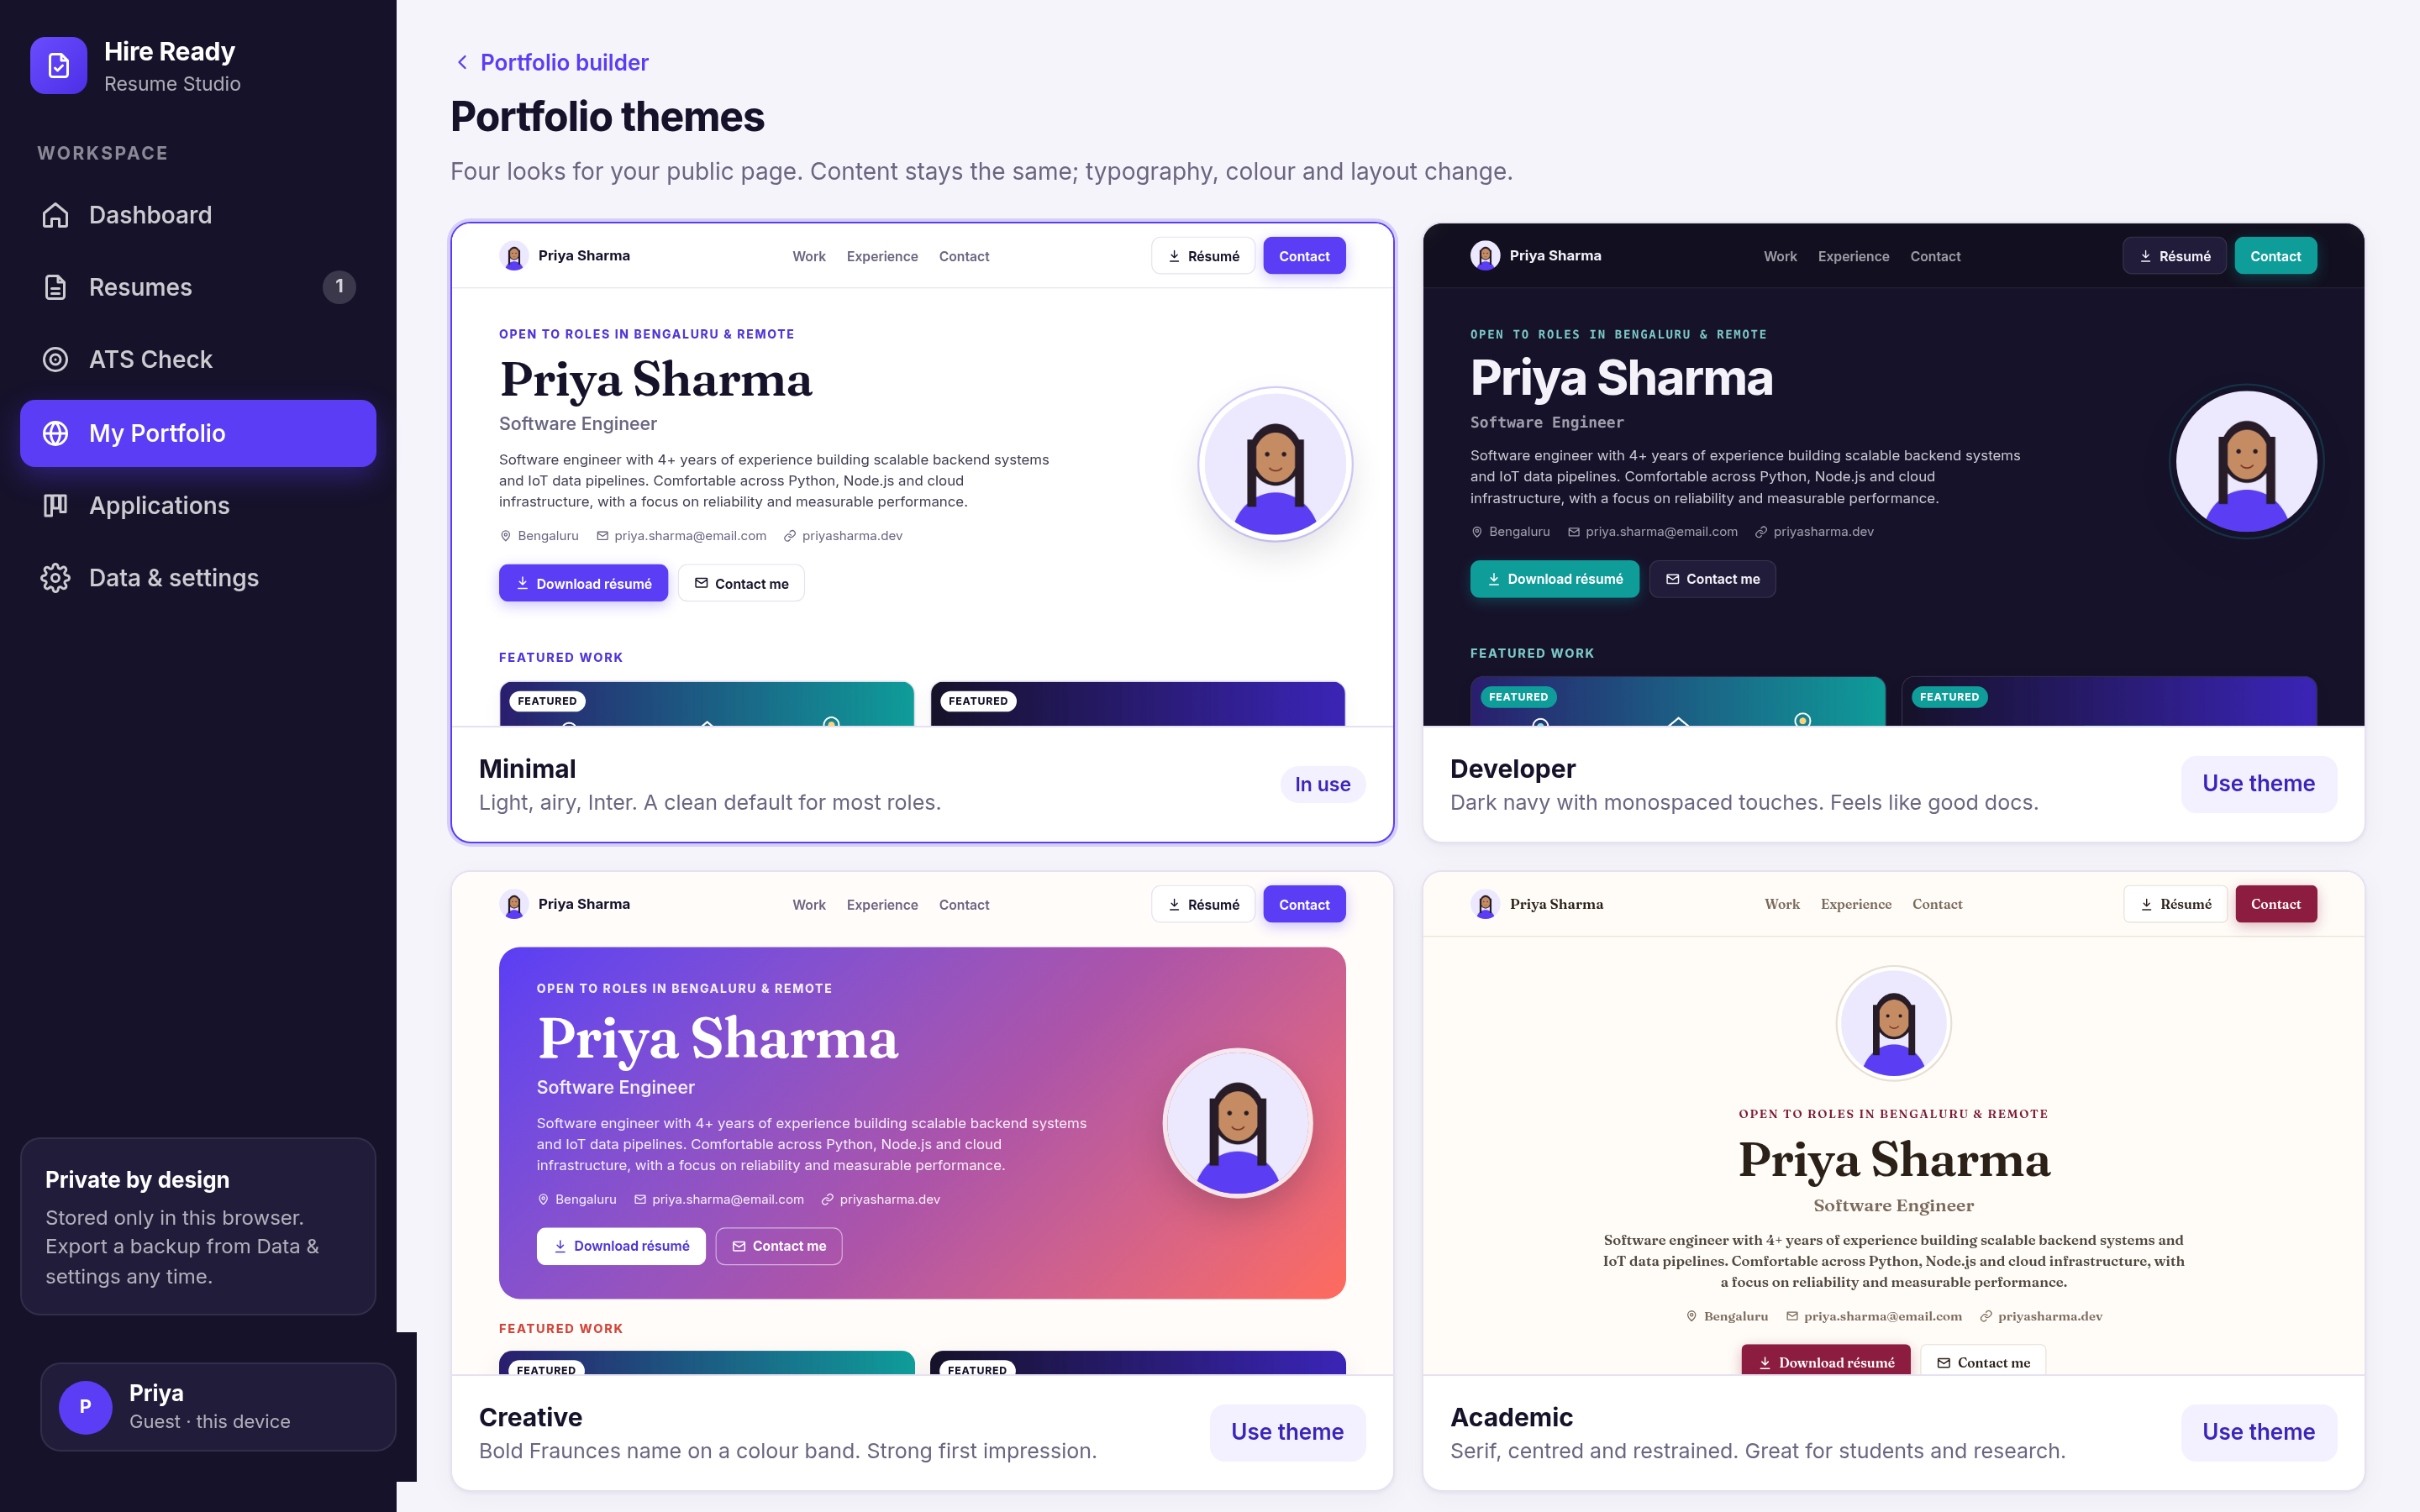 Hire Ready
Resume Studio
WORKSPACE
Dashboard
Resumes 1
ATS Check
My Portfolio
Applications
Data & settings
Private by design
Stored only in this browser.
Export a backup from Data &
settings any time.
P
Priya
Guest · this device
Portfolio builder
Portfolio themes
Four looks for your public page. Content stays the same; typography, colour and layout change.
Priya Sharma Work Experience Contact Résumé Contact
OPEN TO ROLES IN BENGALURU & REMOTE
Priya Sharma
Software Engineer
Software engineer with 4+ years of experience building scalable backend systems
and IoT data pipelines. Comfortable across Python, Node.js and cloud
infrastructure, with a focus on reliability and measurable performance.
Bengaluru priya.sharma@email.com priyasharma.dev
Download résumé Contact me
FEATURED WORK
FEATURED FEATURED
Minimal
Light, airy, Inter. A clean default for most roles.
In use
Priya Sharma Work Experience Contact Résumé Contact
OPEN TO ROLES IN BENGALURU & REMOTE
Priya Sharma
Software Engineer
Software engineer with 4+ years of experience building scalable backend systems
and IoT data pipelines. Comfortable across Python, Node.js and cloud
infrastructure, with a focus on reliability and measurable performance.
Bengaluru priya.sharma@email.com priyasharma.dev
Download résumé Contact me
FEATURED WORK
FEATURED FEATURED
Developer
Dark navy with monospaced touches. Feels like good docs.
Use theme
Priya Sharma Work Experience Contact Résumé Contact
OPEN TO ROLES IN BENGALURU & REMOTE
Priya Sharma
Software Engineer
Software engineer with 4+ years of experience building scalable backend systems
and IoT data pipelines. Comfortable across Python, Node.js and cloud
infrastructure, with a focus on reliability and measurable performance.
Bengaluru priya.sharma@email.com priyasharma.dev
Download résumé Contact me
FEATURED WORK
FEATURED FEATURED
Creative
Bold Fraunces name on a colour band. Strong first impression.
Use theme
Priya Sharma Work Experience Contact Résumé Contact
OPEN TO ROLES IN BENGALURU & REMOTE
Priya Sharma
Software Engineer
Software engineer with 4+ years of experience building scalable backend systems and
IoT data pipelines. Comfortable across Python, Node.js and cloud infrastructure, with
a focus on reliability and measurable performance.
Bengaluru priya.sharma@email.com priyasharma.dev
Download résumé Contact me
Academic
Serif, centred and restrained. Great for students and research.
Use theme